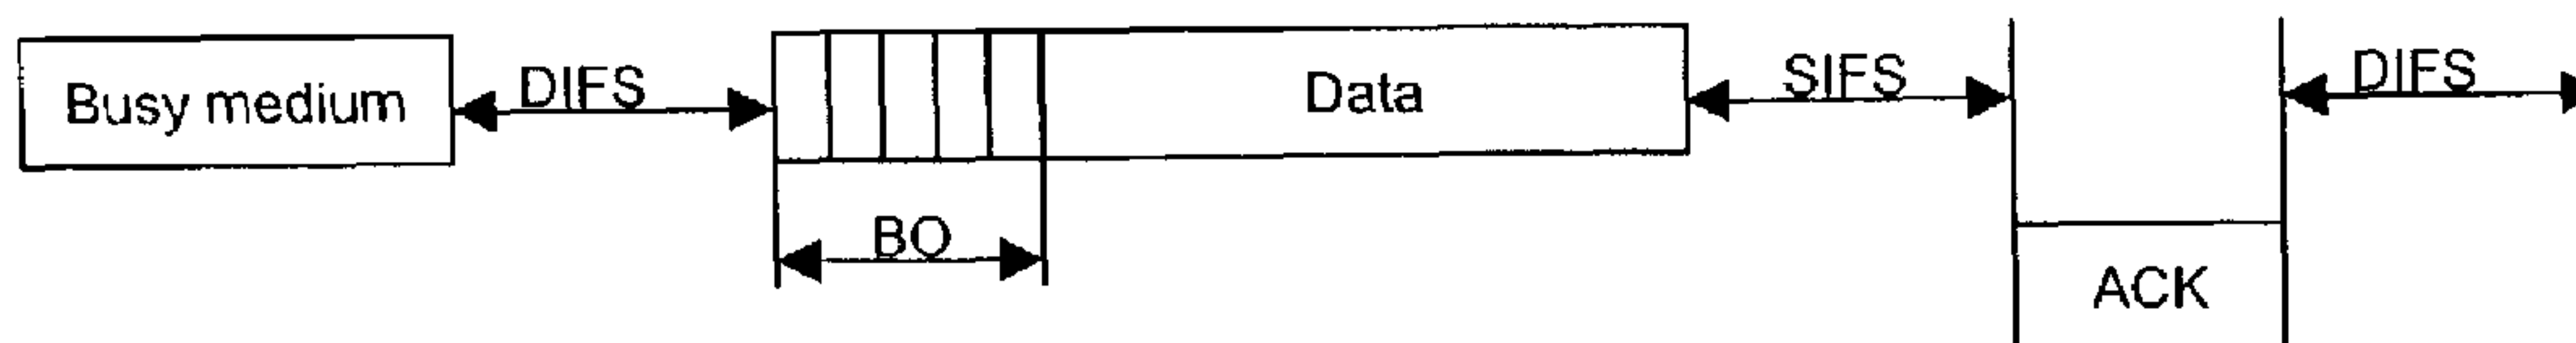 Busy medium
DIFS
Data
SIFS
DIFS
BO
ACK